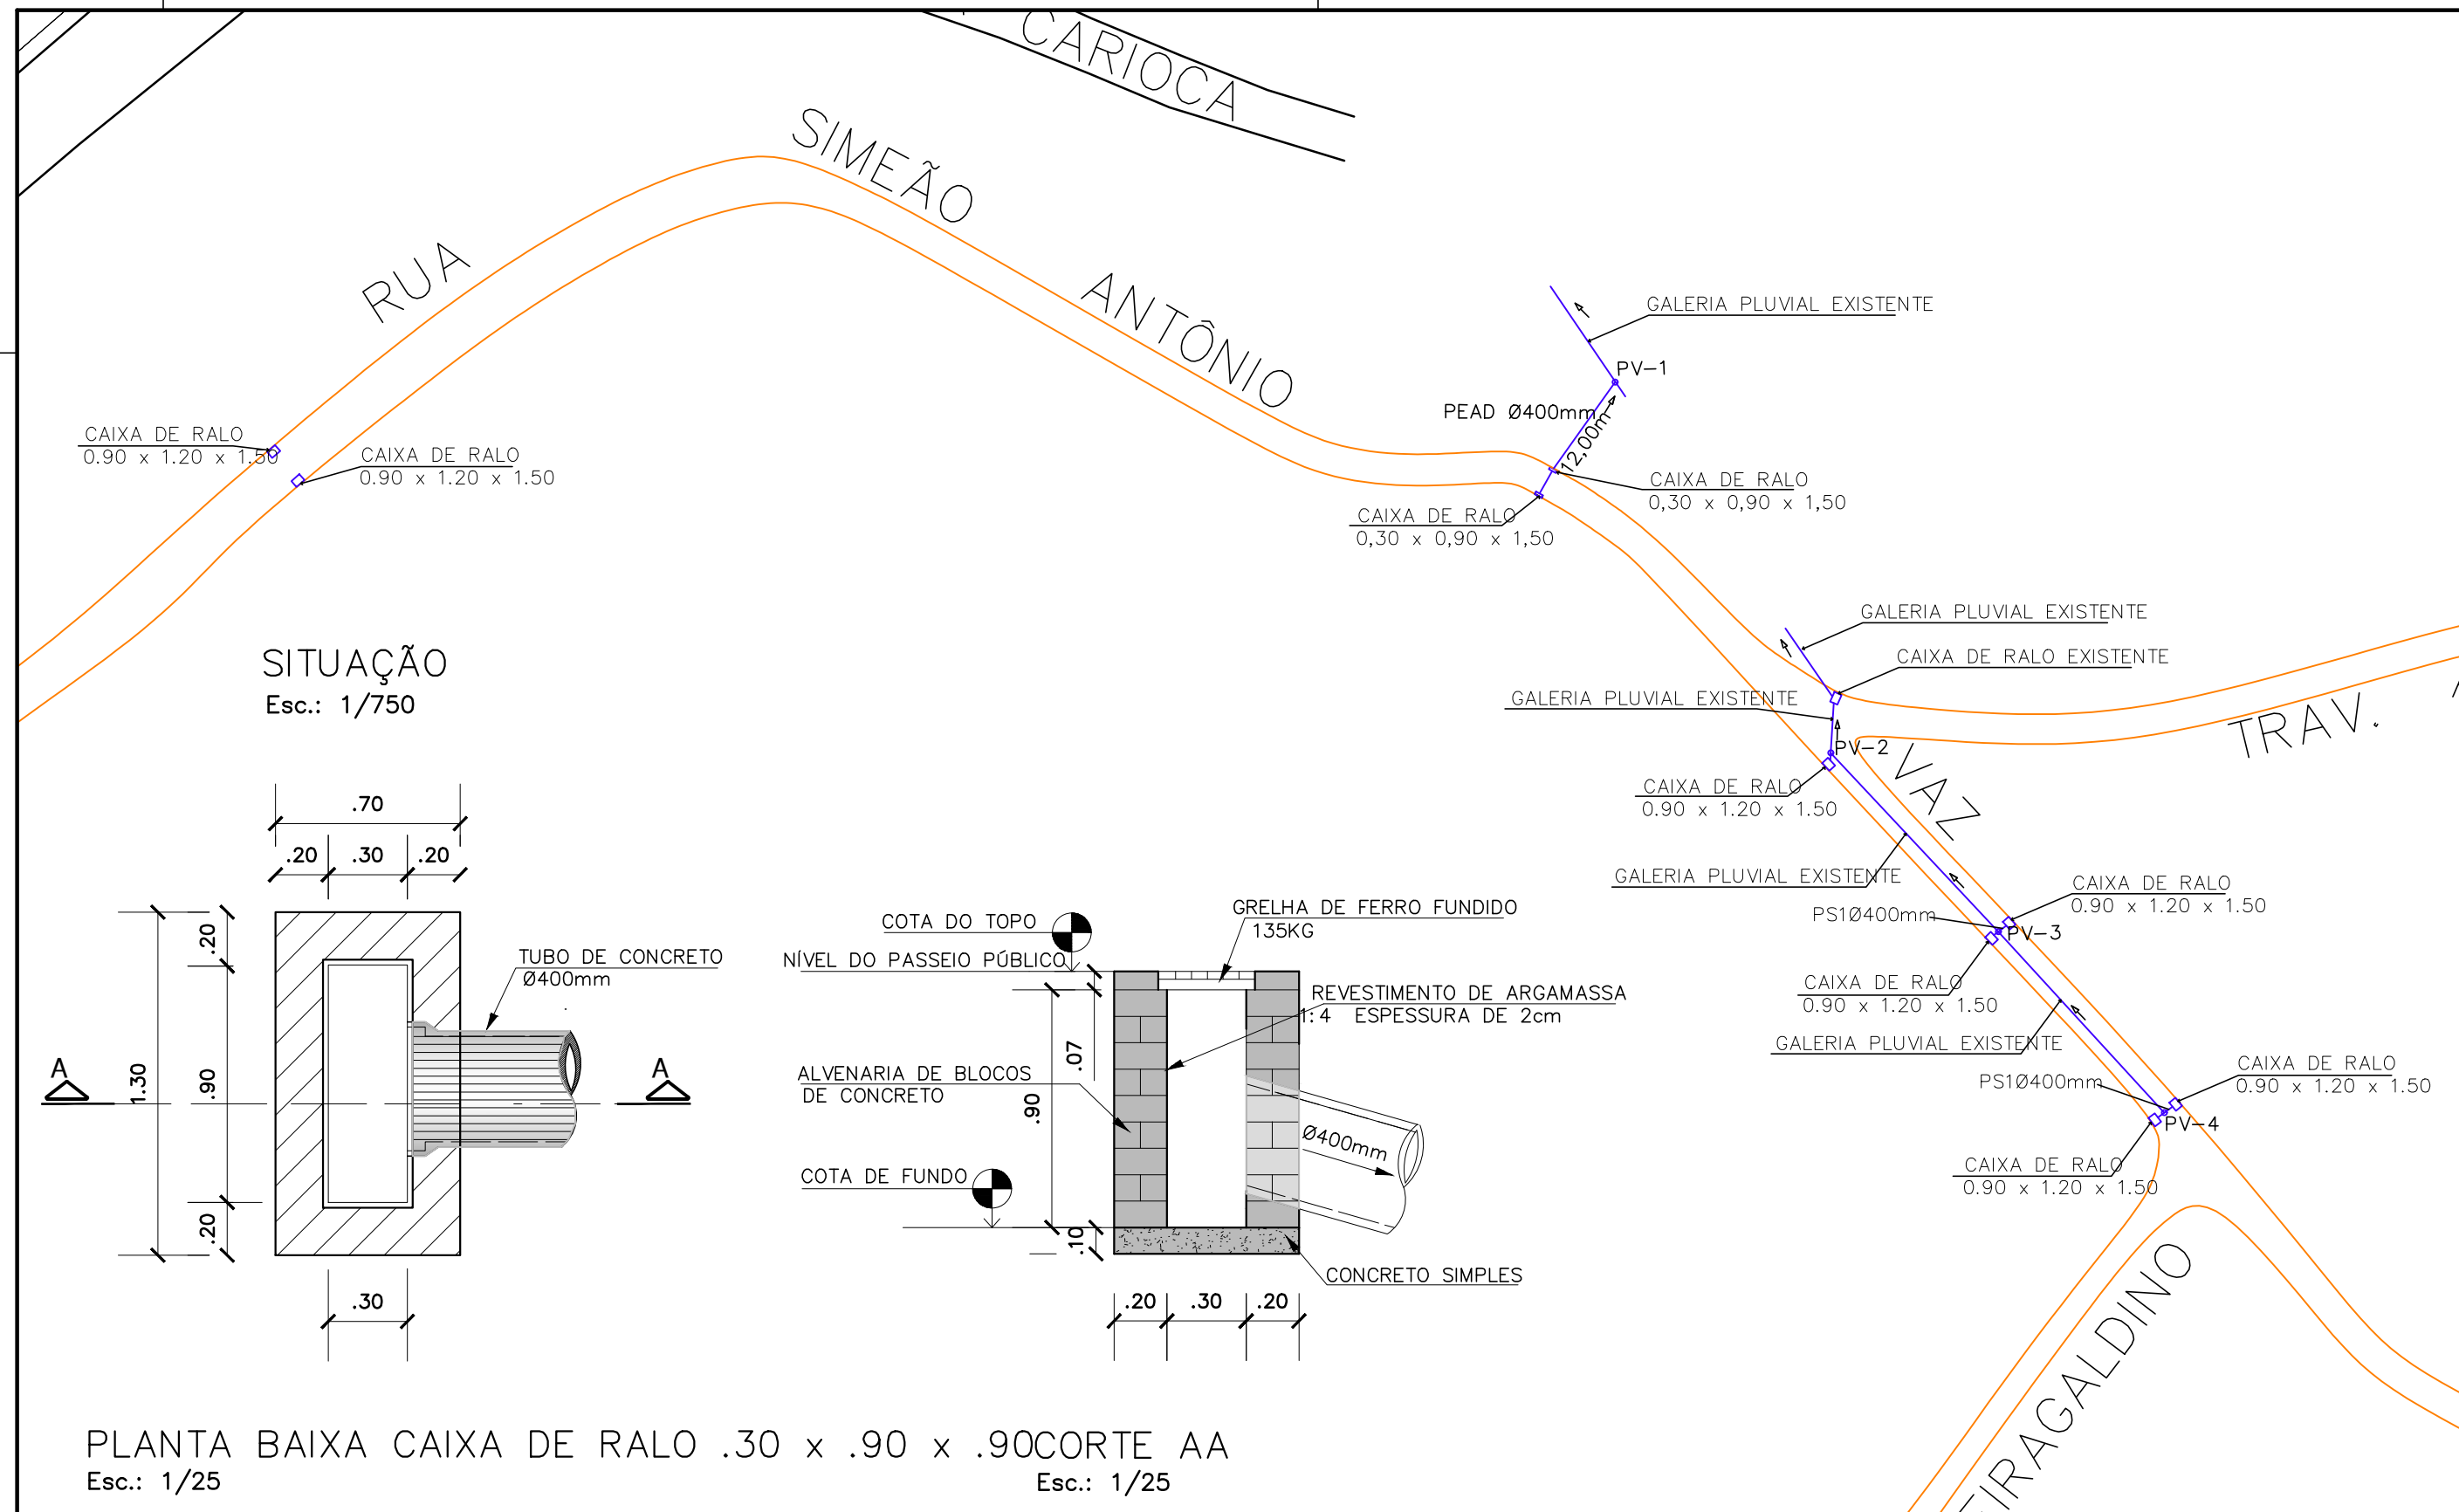 CARIOCA
SIMEÃO
RUA
ANTÔNIO
GALERIA PLUVIAL EXISTENTE
PV-1
PEAD Ø400mm
12,00m
CAIXA DE RALO
0.90 x 1.20 x 1.50
CAIXA DE RALO
0.90 x 1.20 x 1.50
CAIXA DE RALO
0,30 x 0,90 x 1,50
CAIXA DE RALO
0,30 x 0,90 x 1,50
GALERIA PLUVIAL EXISTENTE
CAIXA DE RALO EXISTENTE
GALERIA PLUVIAL EXISTENTE
TRAV.
PV-2
VAZ
CAIXA DE RALO
0.90 x 1.20 x 1.50
GALERIA PLUVIAL EXISTENTE
CAIXA DE RALO
0.90 x 1.20 x 1.50
PS1Ø400mm
PV-3
CAIXA DE RALO
0.90 x 1.20 x 1.50
GALERIA PLUVIAL EXISTENTE
CAIXA DE RALO
0.90 x 1.20 x 1.50
PS1Ø400mm
PV-4
CAIXA DE RALO
0.90 x 1.20 x 1.50
IRAGALDINO
SITUAÇÃO
Esc.: 1/750
.70
.20 .30 .20
.20
1.30
.90
.20
.30
TUBO DE CONCRETO
Ø400mm
A
A
COTA DO TOPO
NÍVEL DO PASSEIO PÚBLICO
GRELHA DE FERRO FUNDIDO
135KG
REVESTIMENTO DE ARGAMASSA
1:4 ESPESSURA DE 2cm
.07
ALVENARIA DE BLOCOS
DE CONCRETO
.90
Ø400mm
COTA DE FUNDO
.10
CONCRETO SIMPLES
.20 .30 .20
PLANTA BAIXA CAIXA DE RALO .30 x .90 x .90
Esc.: 1/25
CORTE AA
Esc.: 1/25